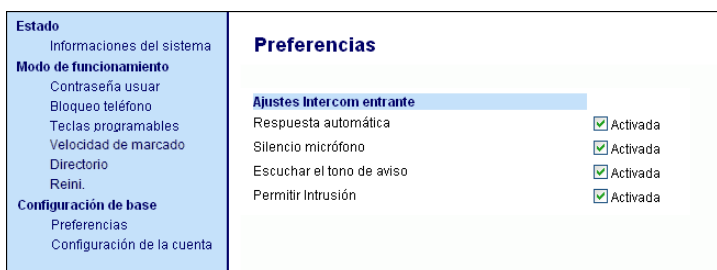 Estado
Informaciones del sistema
Modo de funcionamiento
Contraseña usuar
Bloqueo teléfono
Teclas programables
Velocidad de marcado
Directorio
Reini.
Configuración de base
Preferencias
Configuración de la cuenta
Preferencias
Ajustes Intercom entrante
Respuesta automática Activada
Silencio micrófono Activada
Escuchar el tono de aviso Activada
Permitir Intrusión Activada